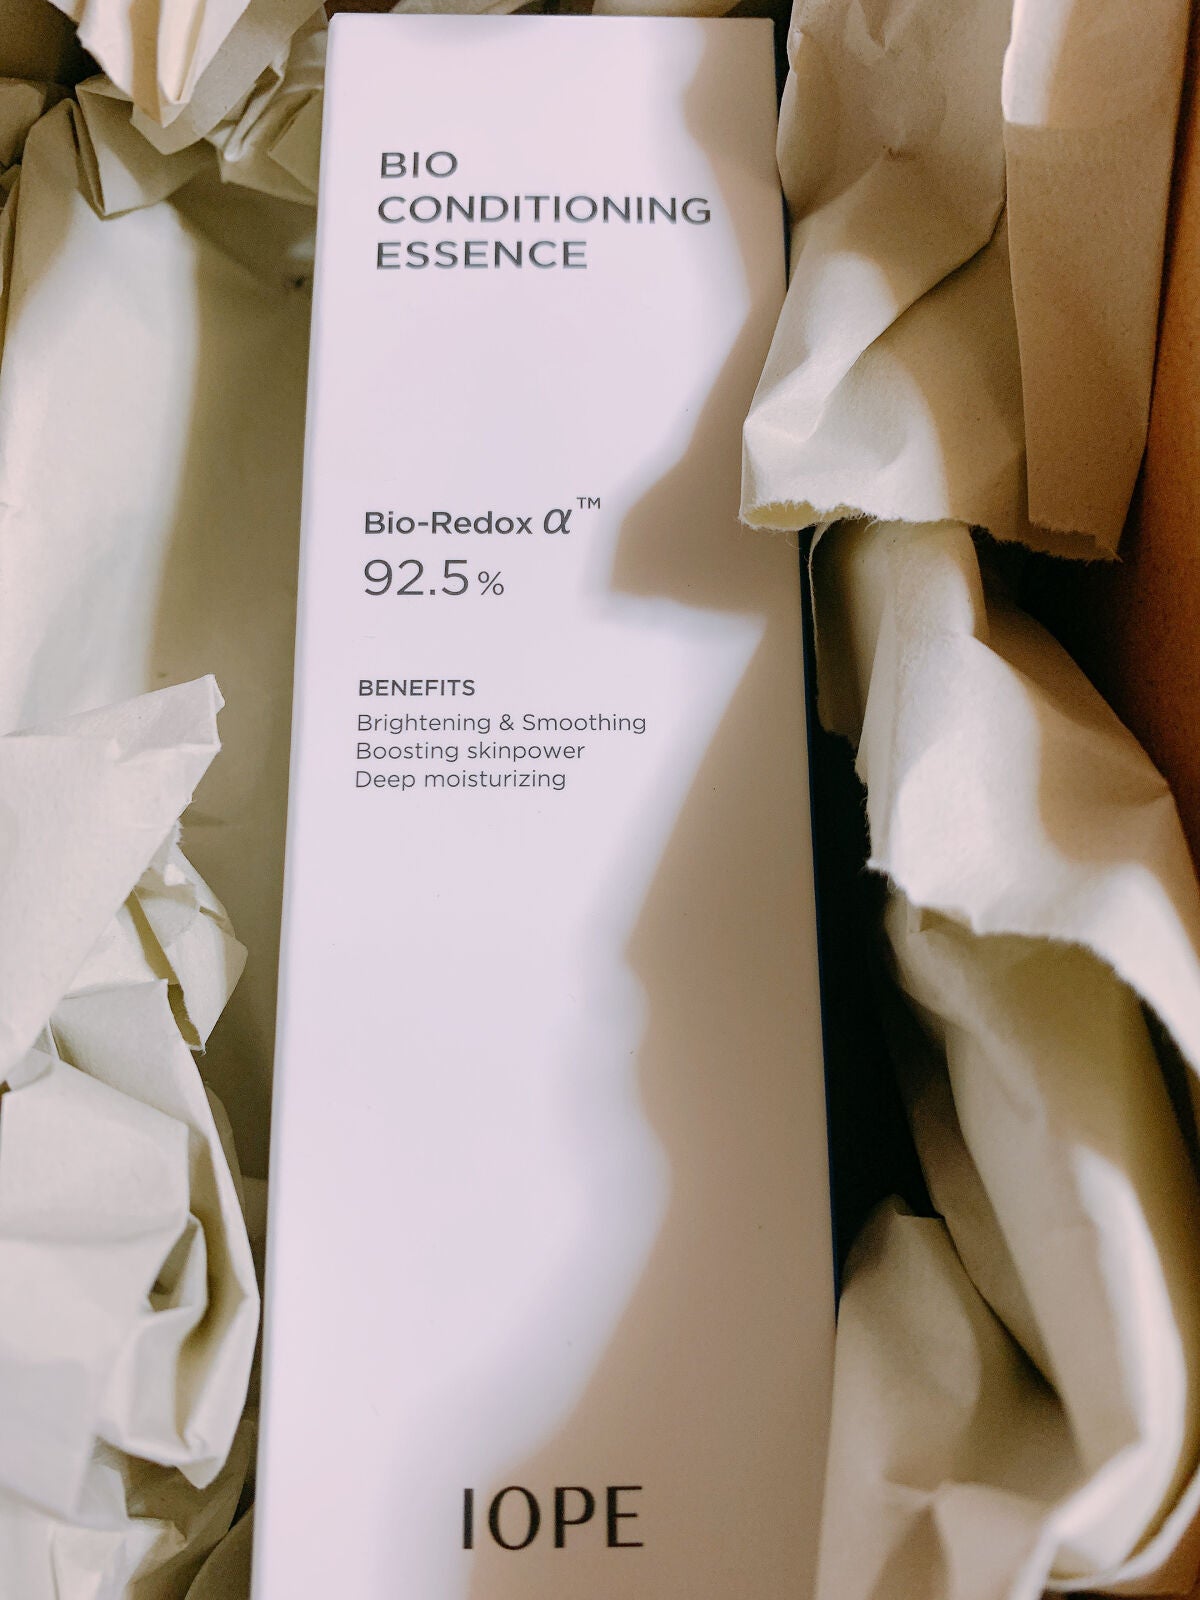 BIO
CONDITIONING
ESSENCE
Bio-Redox α™
92.5%
BENEFITS
Brightening & Smoothing
Boosting skinpower
Deep moisturizing
IOPE